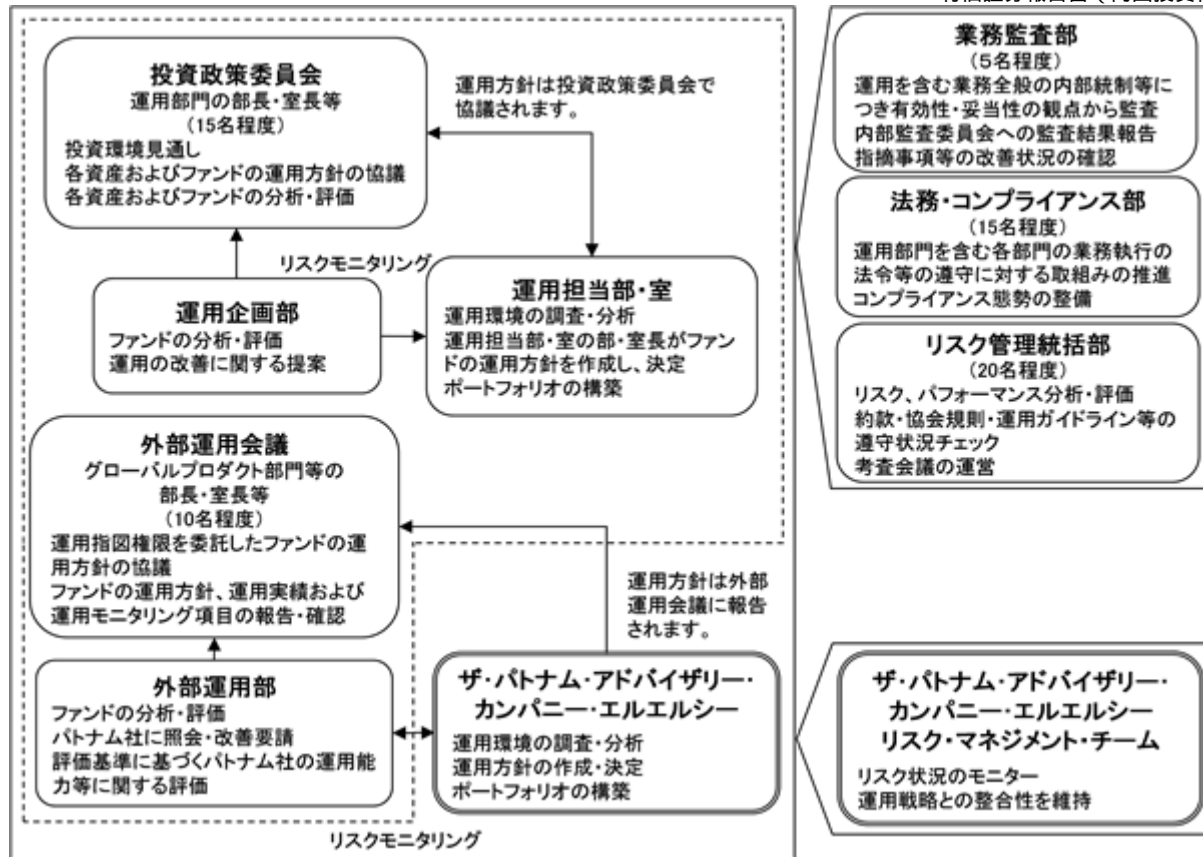 投資政策委員会
運用部門の部長・室長等
(15名程度)
投資環境見通し
各資産およびファンドの運用方針の協議
各資産およびファンドの分析・評価
運用方針は投資政策委員会で
協議されます。
リスクモニタリング
運用企画部
ファンドの分析・評価
運用の改善に関する提案
運用担当部・室
運用環境の調査・分析
運用担当部・室の部・室長がファン
ドの運用方針を作成し、決定
ポートフォリオの構築
外部運用会議
グローバルプロダクト部門等の
部長・室長等
(10名程度)
運用指図権限を委託したファンドの運
用方針の協議
ファンドの運用方針、運用実績および
運用モニタリング項目の報告・確認
運用方針は外部
運用会議に報告
されます。
外部運用部
ファンドの分析・評価
パトナム社に照会・改善要請
評価基準に基づくパトナム社の運用能
力等に関する評価
ザ・パトナム・アドバイザリー・
カンパニー・エルエルシー
運用環境の調査・分析
運用方針の作成・決定
ポートフォリオの構築
リスクモニタリング
業務監査部
(5名程度)
運用を含む業務全般の内部統制等に
つき有効性・妥当性の観点から監査
内部監査委員会への監査結果報告
指摘事項等の改善状況の確認
法務・コンプライアンス部
(15名程度)
運用部門を含む各部門の業務執行の
法令等の遵守に対する取組みの推進
コンプライアンス態勢の整備
リスク管理統括部
(20名程度)
リスク、パフォーマンス分析・評価
約款・協会規則・運用ガイドライン等の
遵守状況チェック
考査会議の運営
ザ・パトナム・アドバイザリー・
カンパニー・エルエルシー
リスク・マネジメント・チーム
リスク状況のモニター
運用戦略との整合性を維持